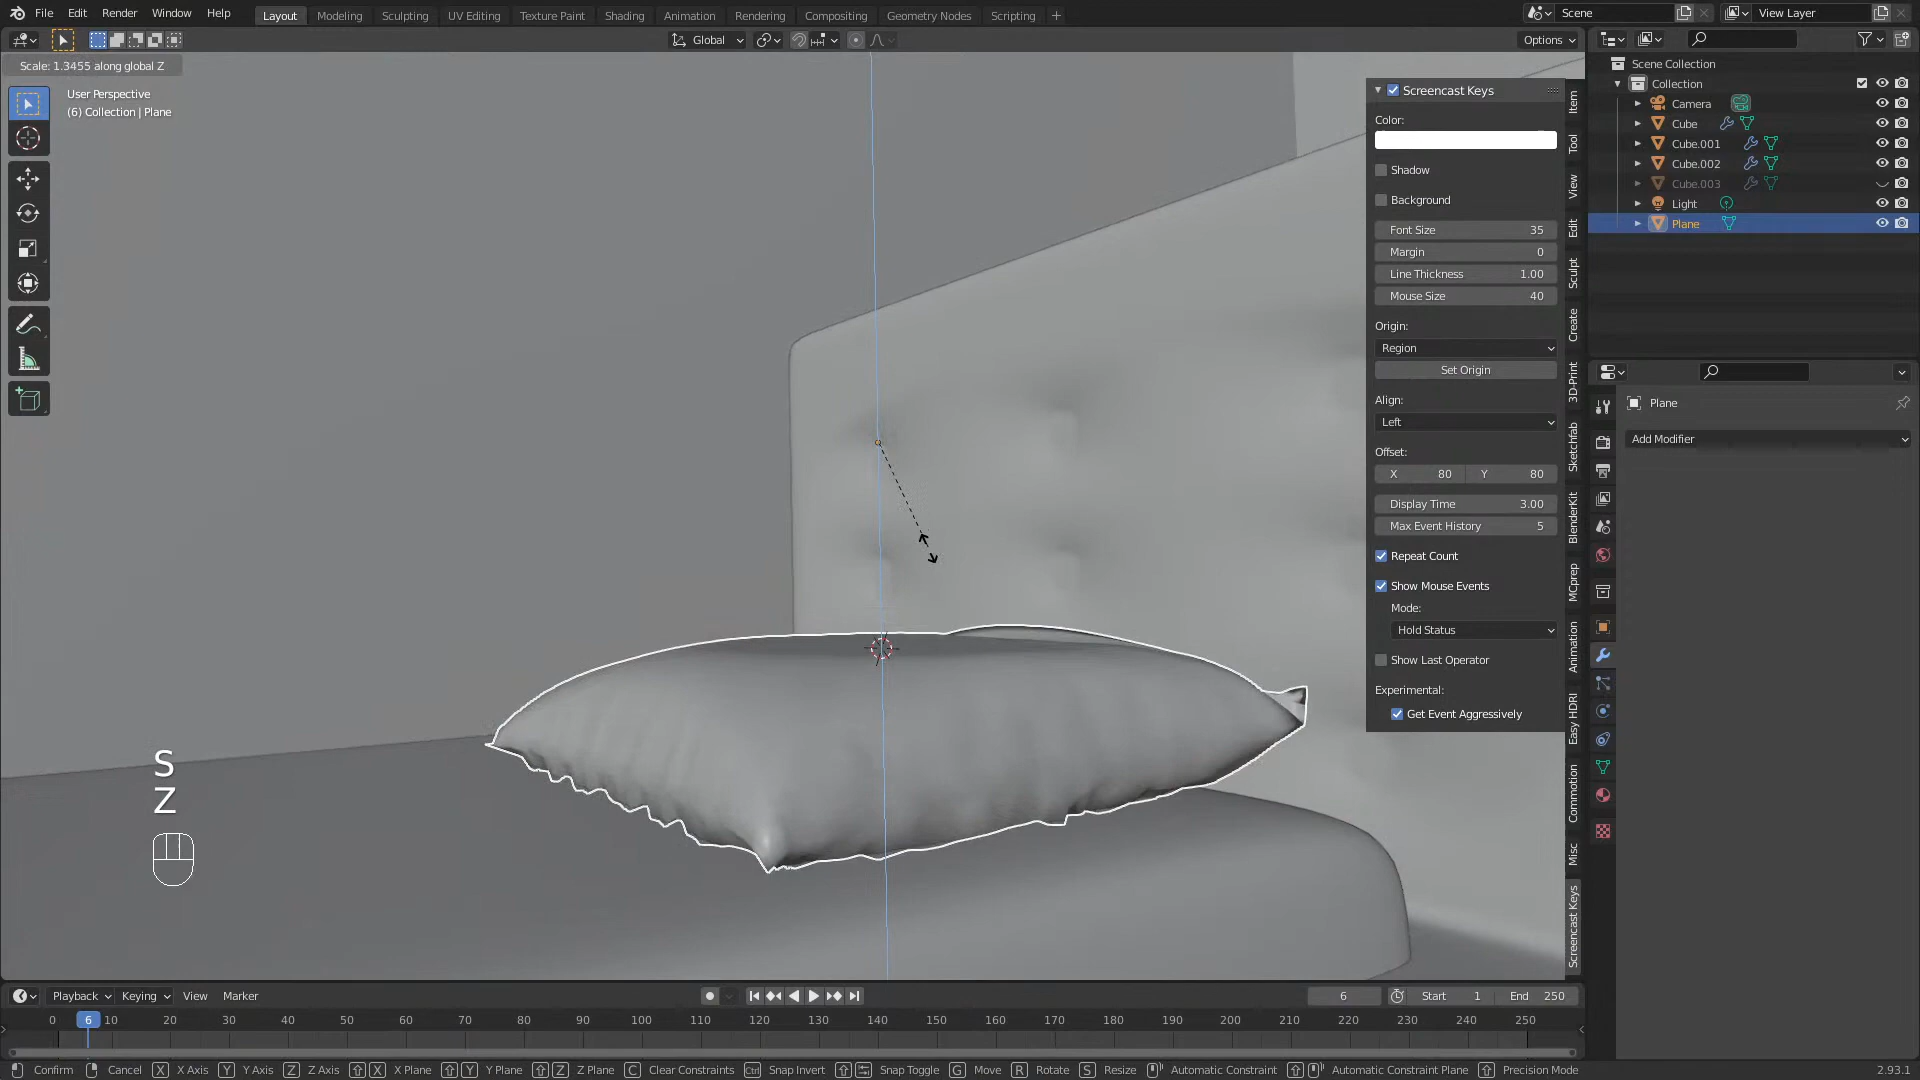 File Edit Render Window Help Layout Modeling Sculpting UV Editing Texture Paint Shading Animation Rendering Compositing Geometry Nodes Scripting + Scene View Layer
Global Options
Scale: 1.3455 along global Z
User Perspective
(6) Collection | Plane
Screencast Keys
Color:
Shadow
Background
Font Size 35
Margin 0
Line Thickness 1.00
Mouse Size 40
Origin:
Region
Set Origin
Align:
Left
Offset:
X 80 Y 80
Display Time 3.00
Max Event History 5
Repeat Count
Show Mouse Events
Mode:
Hold Status
Show Last Operator
Experimental:
Get Event Aggressively
Item
Tool
View
Edit
Sculpt
Create
3D-Print
Sketchfab
BlenderKit
MCprep
Animation
Easy HDRI
Commotion
Misc
Screencast Keys
Scene Collection
Collection
Camera
Cube
Cube.001
Cube.002
Cube.003
Light
Plane
Plane
Add Modifier
S
Z
Playback Keying View Marker 6 Start 1 End 250
0 6 10 20 30 40 50 60 70 80 90 100 110 120 130 140 150 160 170 180 190 200 210 220 230 240 250
Confirm Cancel X X Axis Y Y Axis Z Z Axis X X Plane Y Y Plane Z Z Plane C Clear Constraints Ctrl Snap Invert Snap Toggle G Move R Rotate S Resize Automatic Constraint Automatic Constraint Plane Precision Mode 2.93.1